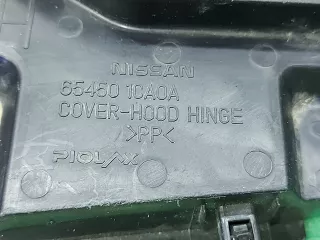 NISSAN
65450 1CA0A
COVER-HOOD HINGE
>PP<
PIOLAX